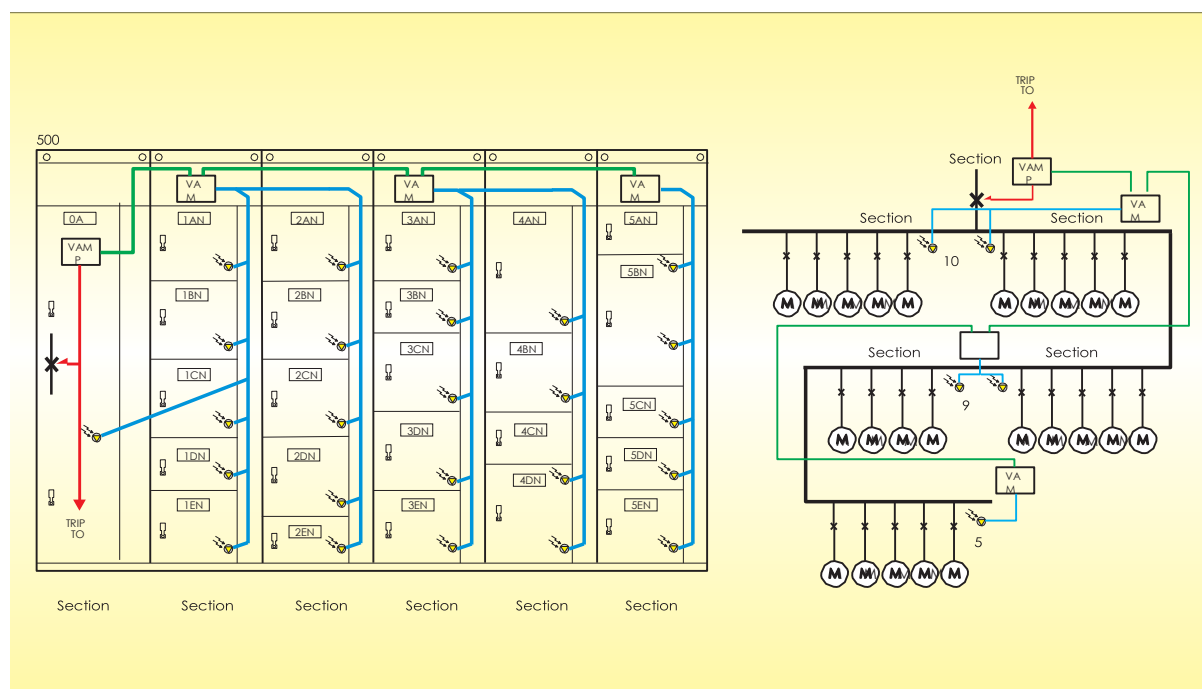 500
VA
M
VA
M
VA
M
0A
1AN
2AN
3AN
4AN
5AN
VAM
P
5BN
1BN
2BN
3BN
3CN
4BN
1CN
2CN
5CN
3DN
4CN
1DN
2DN
5DN
4DN
1EN
3EN
5EN
TRIP
TO
2EN
Section
Section
Section
Section
Section
Section
TRIP
TO
Section
VAM
P
VA
M
Section
Section
10
M
M
M
M
M
M
M
M
M
M
Section
Section
9
M
M
M
M
M
M
M
M
M
VA
M
5
M
M
M
M
M